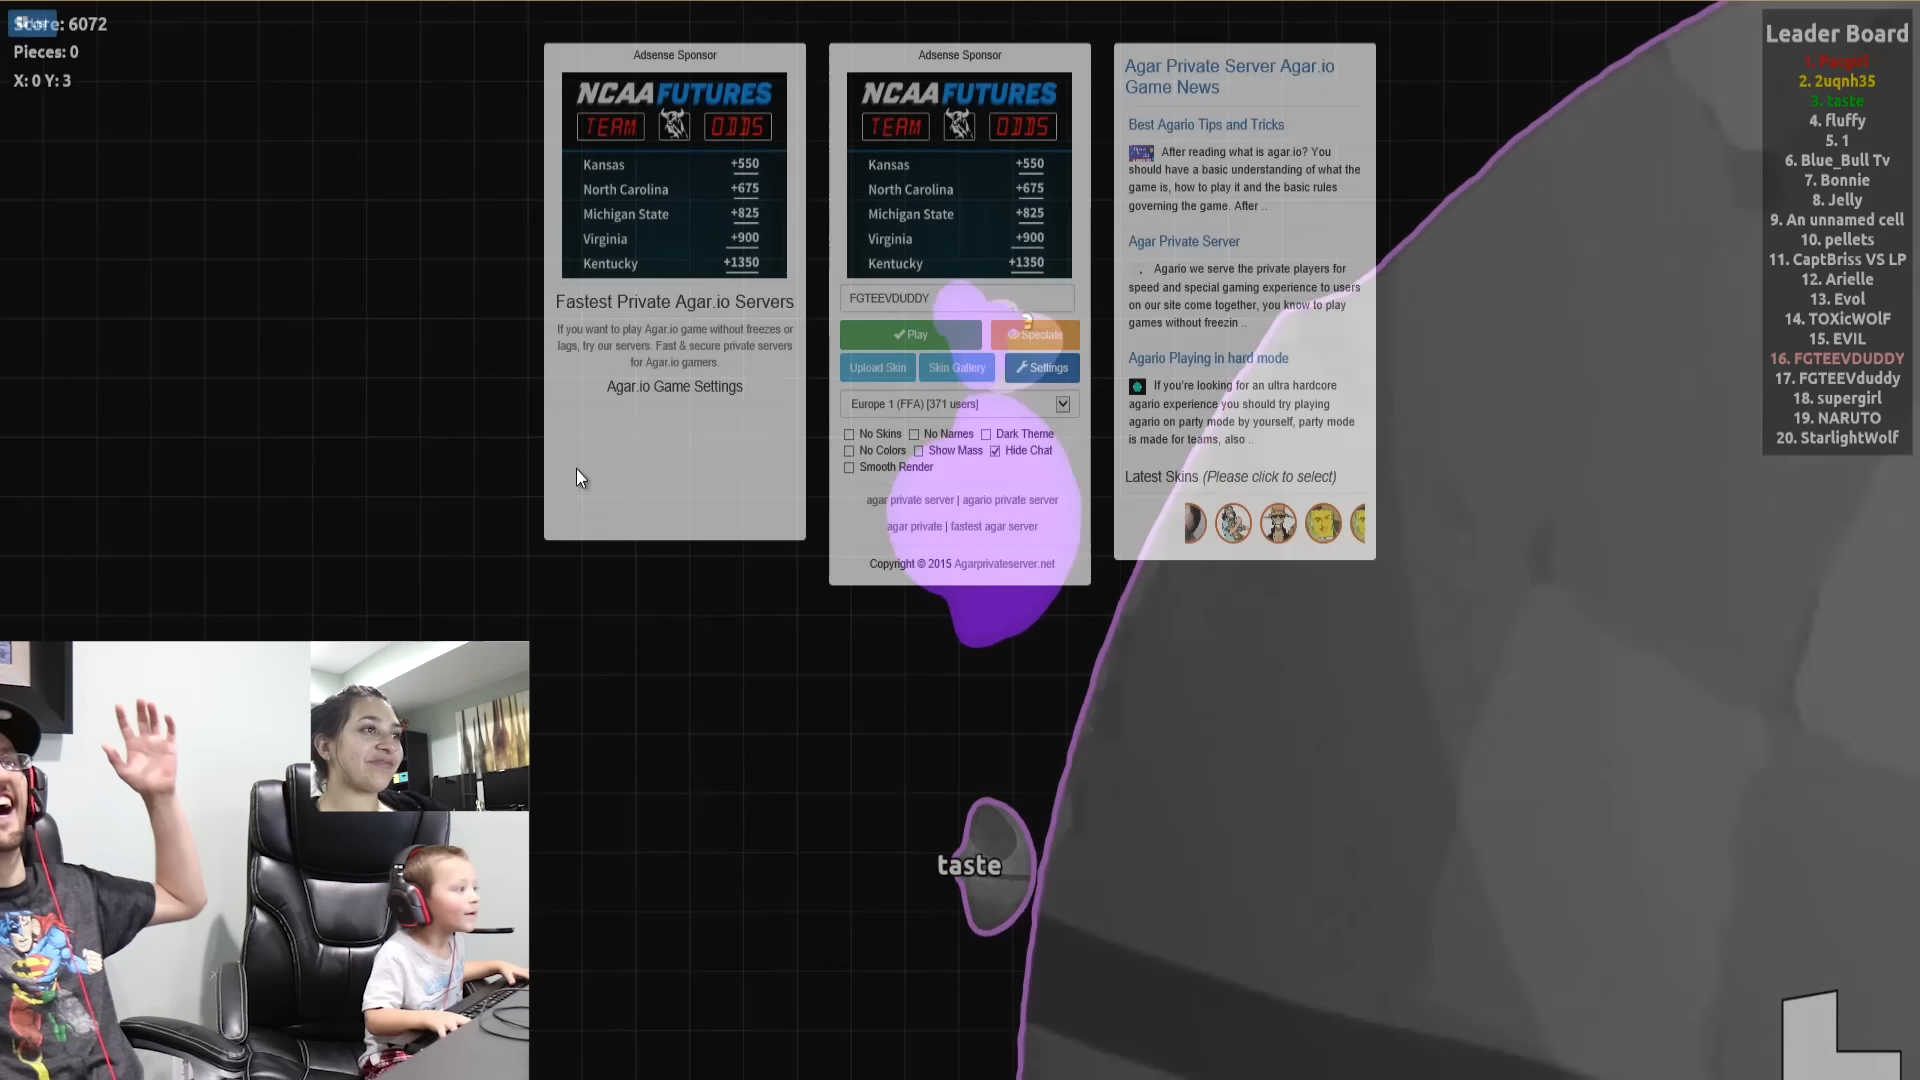 Score: 6072
Pieces: 0
X: 0 Y: 3
Adsense Sponsor
NCAAFUTURES
TEAM ODDS
Kansas +550
North Carolina +675
Michigan State +825
Virginia +900
Kentucky +1350
Fastest Private Agar.io Servers
If you want to play Agar.io game without freezes or
lags, try our servers. Fast & secure private servers
for Agar.io gamers.
Agar.io Game Settings
Adsense Sponsor
NCAAFUTURES
TEAM ODDS
Kansas +550
North Carolina +675
Michigan State +825
Virginia +900
Kentucky +1350
FGTEEVDUDDY
Play Spectate
Upload Skin Skin Gallery Settings
Europe 1 (FFA) [371 users]
No Skins No Names Dark Theme
No Colors Show Mass Hide Chat
Smooth Render
agar private server | agario private server
agar private | fastest agar server
Copyright © 2015 Agarprivateserver.net
Agar Private Server Agar.io
Game News
Best Agario Tips and Tricks
After reading what is agar.io? You
should have a basic understanding of what the
game is, how to play it and the basic rules
governing the game. After ..
Agar Private Server
Agario we serve the private players for
speed and special gaming experience to users
on our site come together, you know to play
games without freezin ..
Agario Playing in hard mode
If you're looking for an ultra hardcore
agario experience you should try playing
agario on party mode by yourself, party mode
is made for teams, also ..
Latest Skins (Please click to select)
taste
Leader Board
1.
2. 2uqnh35
3. taste
4. fluffy
5. 1
6. Blue_Bull Tv
7. Bonnie
8. Jelly
9. An unnamed cell
10. pellets
11. CaptBriss VS LP
12. Arielle
13. Evol
14. TOXicWOlF
15. EVIL
16. FGTEEVDUDDY
17. FGTEEVduddy
18. supergirl
19. NARUTO
20. StarlightWolf